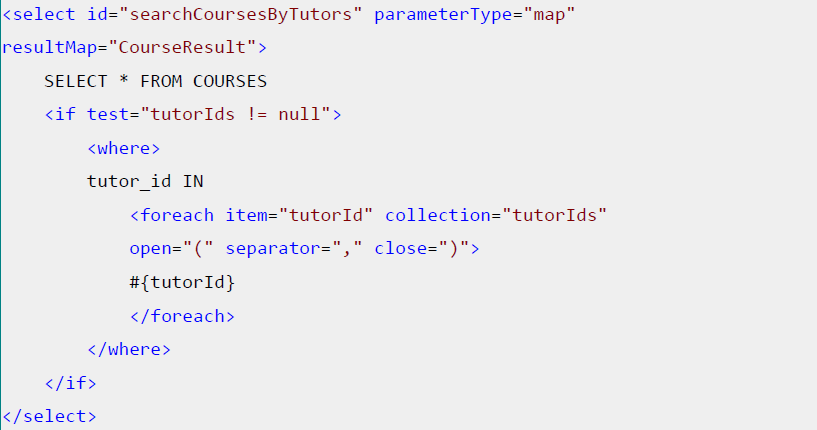 <select id="searchCoursesByTutors" parameterType="map"
resultMap="CourseResult">
    SELECT * FROM COURSES
    <if test="tutorIds != null">
        <where>
        tutor_id IN
            <foreach item="tutorId" collection="tutorIds"
            open="(" separator="," close=")">
            #{tutorId}
            </foreach>
        </where>
    </if>
</select>